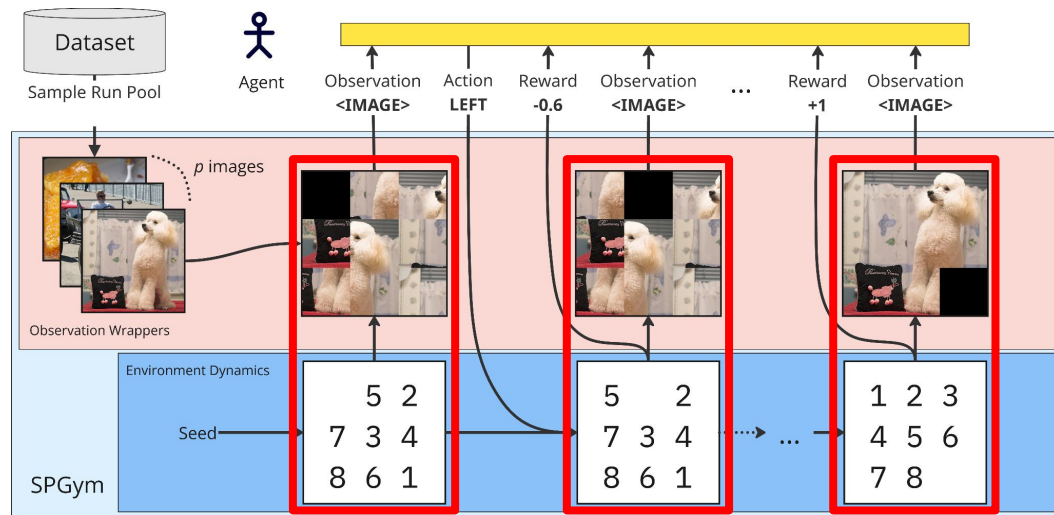 Dataset
Sample Run Pool
Agent
Observation
<IMAGE>
Action
LEFT
Reward
-0.6
Observation
<IMAGE>
...
Reward
+1
Observation
<IMAGE>
p images
Observation Wrappers
Environment Dynamics
Seed
5 2
7 3 4
8 6 1
5 2
7 3 4
8 6 1
...
1 2 3
4 5 6
7 8
SPGym